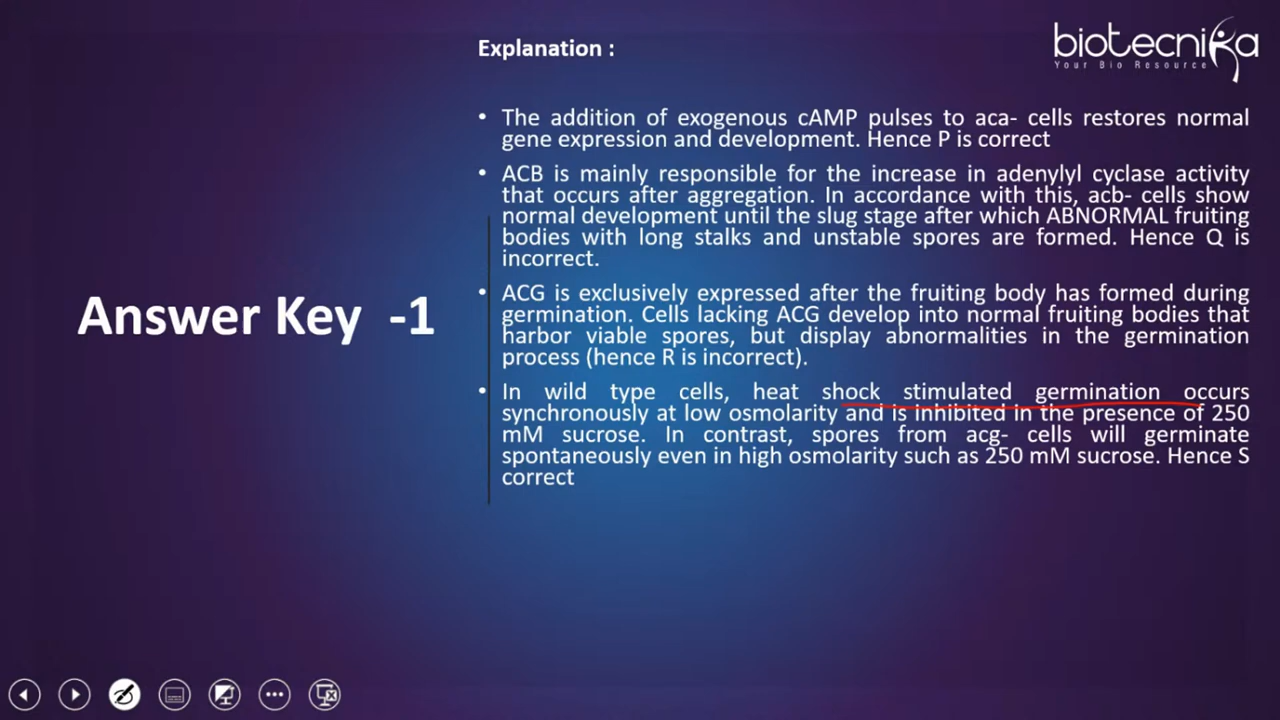 biotecnika
Your Bio Resource
Explanation :
• The addition of exogenous cAMP pulses to aca- cells restores normal
gene expression and development. Hence P is correct
• ACB is mainly responsible for the increase in adenylyl cyclase activity
that occurs after aggregation. In accordance with this, acb- cells show
normal development until the slug stage after which ABNORMAL fruiting
bodies with long stalks and unstable spores are formed. Hence Q is
incorrect.
• ACG is exclusively expressed after the fruiting body has formed during
germination. Cells lacking ACG develop into normal fruiting bodies that
harbor viable spores, but display abnormalities in the germination
process (hence R is incorrect).
• In wild type cells, heat shock stimulated germination occurs
synchronously at low osmolarity and is inhibited in the presence of 250
mM sucrose. In contrast, spores from acg- cells will germinate
spontaneously even in high osmolarity such as 250 mM sucrose. Hence S
correct
Answer Key -1